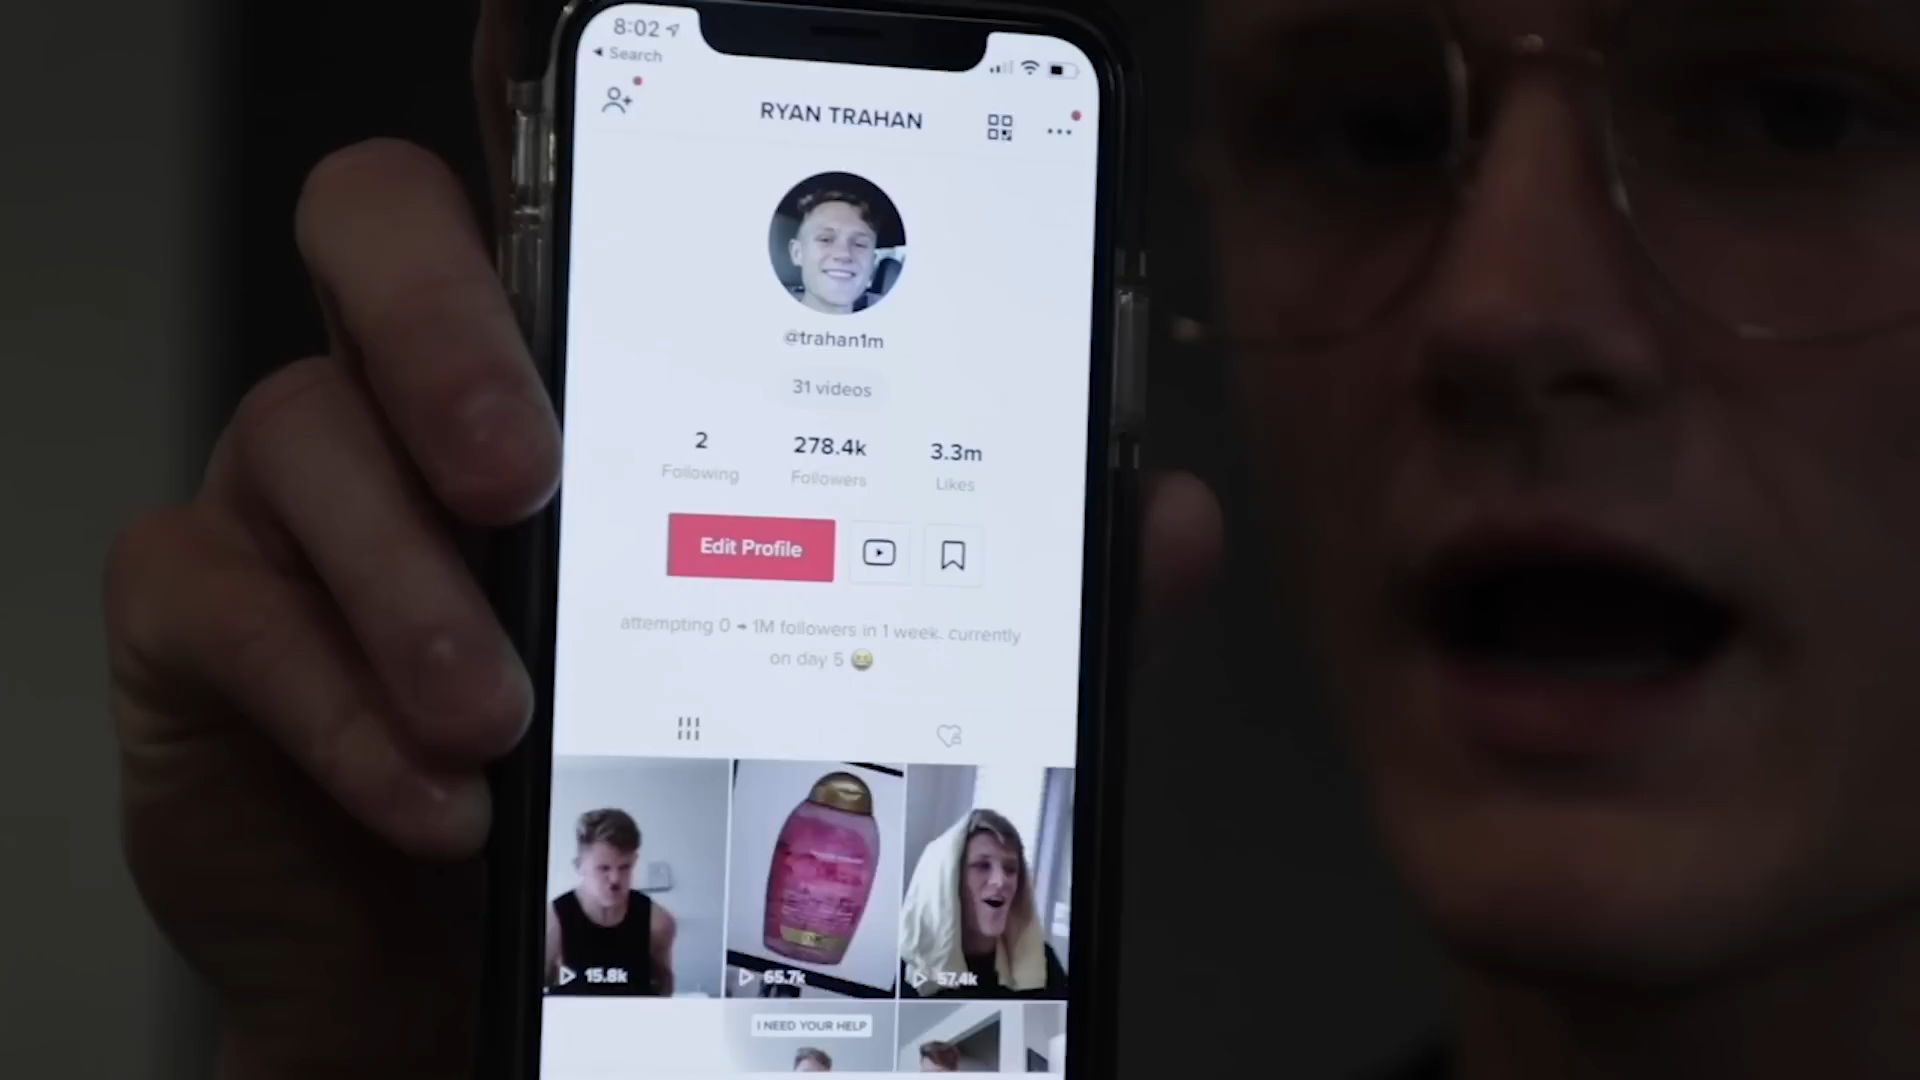 8:02
Search
RYAN TRAHAN
@trahan1m
31 videos
2 278.4k 3.3m
Following Followers Likes
Edit Profile
attempting 0 → 1M followers in 1 week. currently
on day 5 😆
15.8k 65.7k 57.4k
I NEED YOUR HELP